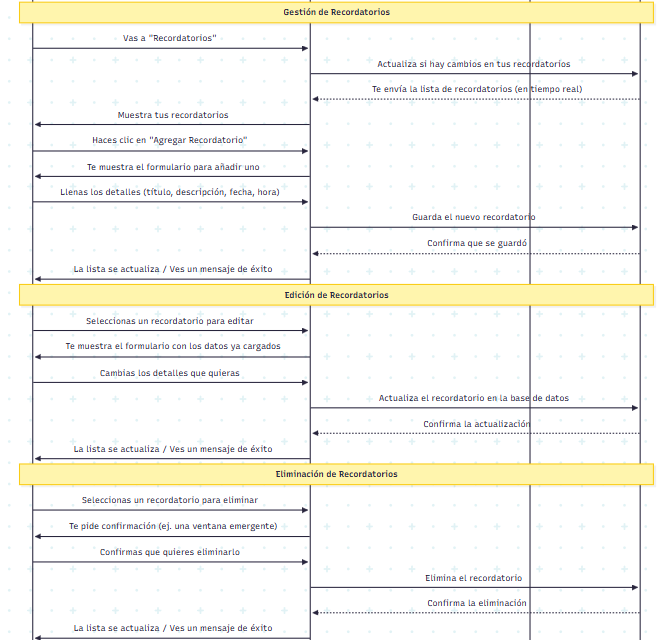 Gestión de Recordatorios
Vas a "Recordatorios"
Actualiza si hay cambios en tus recordatorios
Te envía la lista de recordatorios (en tiempo real)
Muestra tus recordatorios
Haces clic en "Agregar Recordatorio"
Te muestra el formulario para añadir uno
Llenas los detalles (título, descripción, fecha, hora)
Guarda el nuevo recordatorio
Confirma que se guardó
La lista se actualiza / Ves un mensaje de éxito
Edición de Recordatorios
Seleccionas un recordatorio para editar
Te muestra el formulario con los datos ya cargados
Cambias los detalles que quieras
Actualiza el recordatorio en la base de datos
Confirma la actualización
La lista se actualiza / Ves un mensaje de éxito
Eliminación de Recordatorios
Seleccionas un recordatorio para eliminar
Te pide confirmación (ej. una ventana emergente)
Confirmas que quieres eliminarlo
Elimina el recordatorio
Confirma la eliminación
La lista se actualiza / Ves un mensaje de éxito